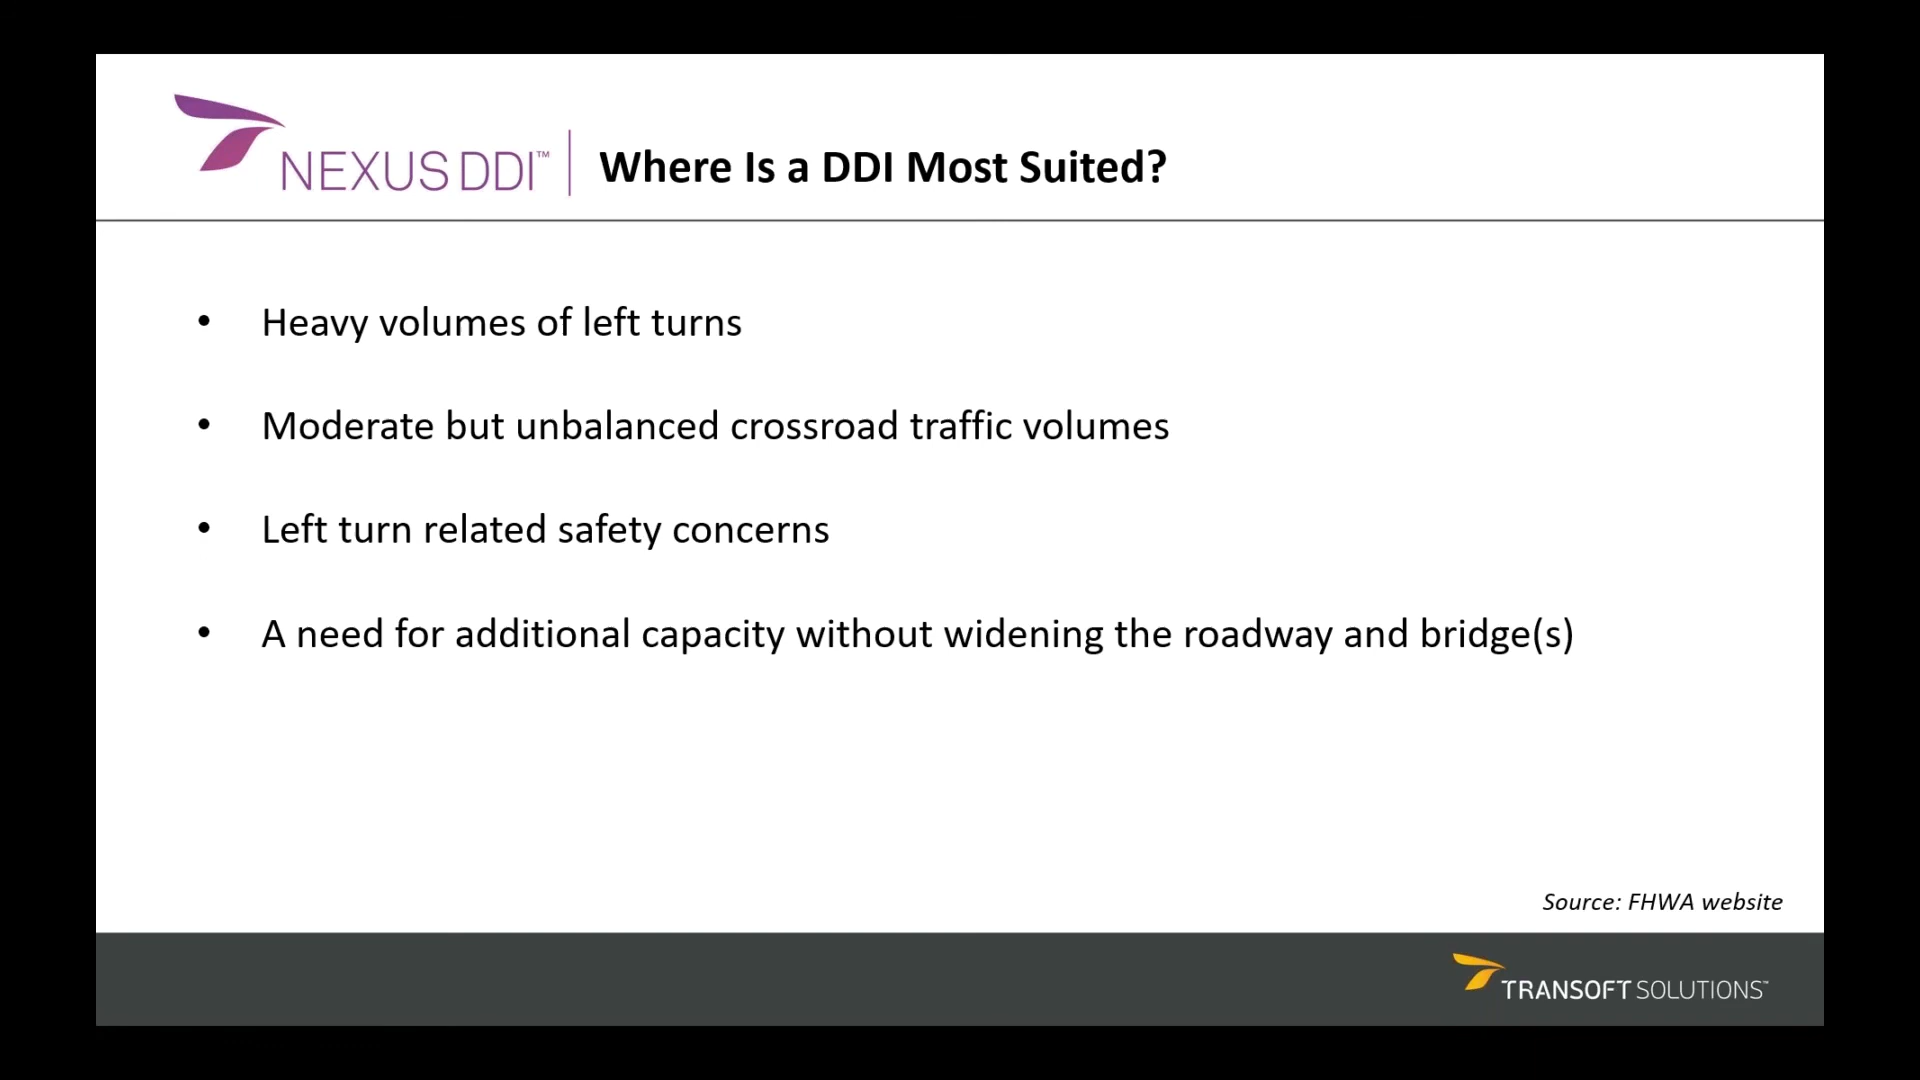 NEXUS DDI™
Where Is a DDI Most Suited?
• Heavy volumes of left turns
• Moderate but unbalanced crossroad traffic volumes
• Left turn related safety concerns
• A need for additional capacity without widening the roadway and bridge(s)
Source: FHWA website
TRANSOFT SOLUTIONS™